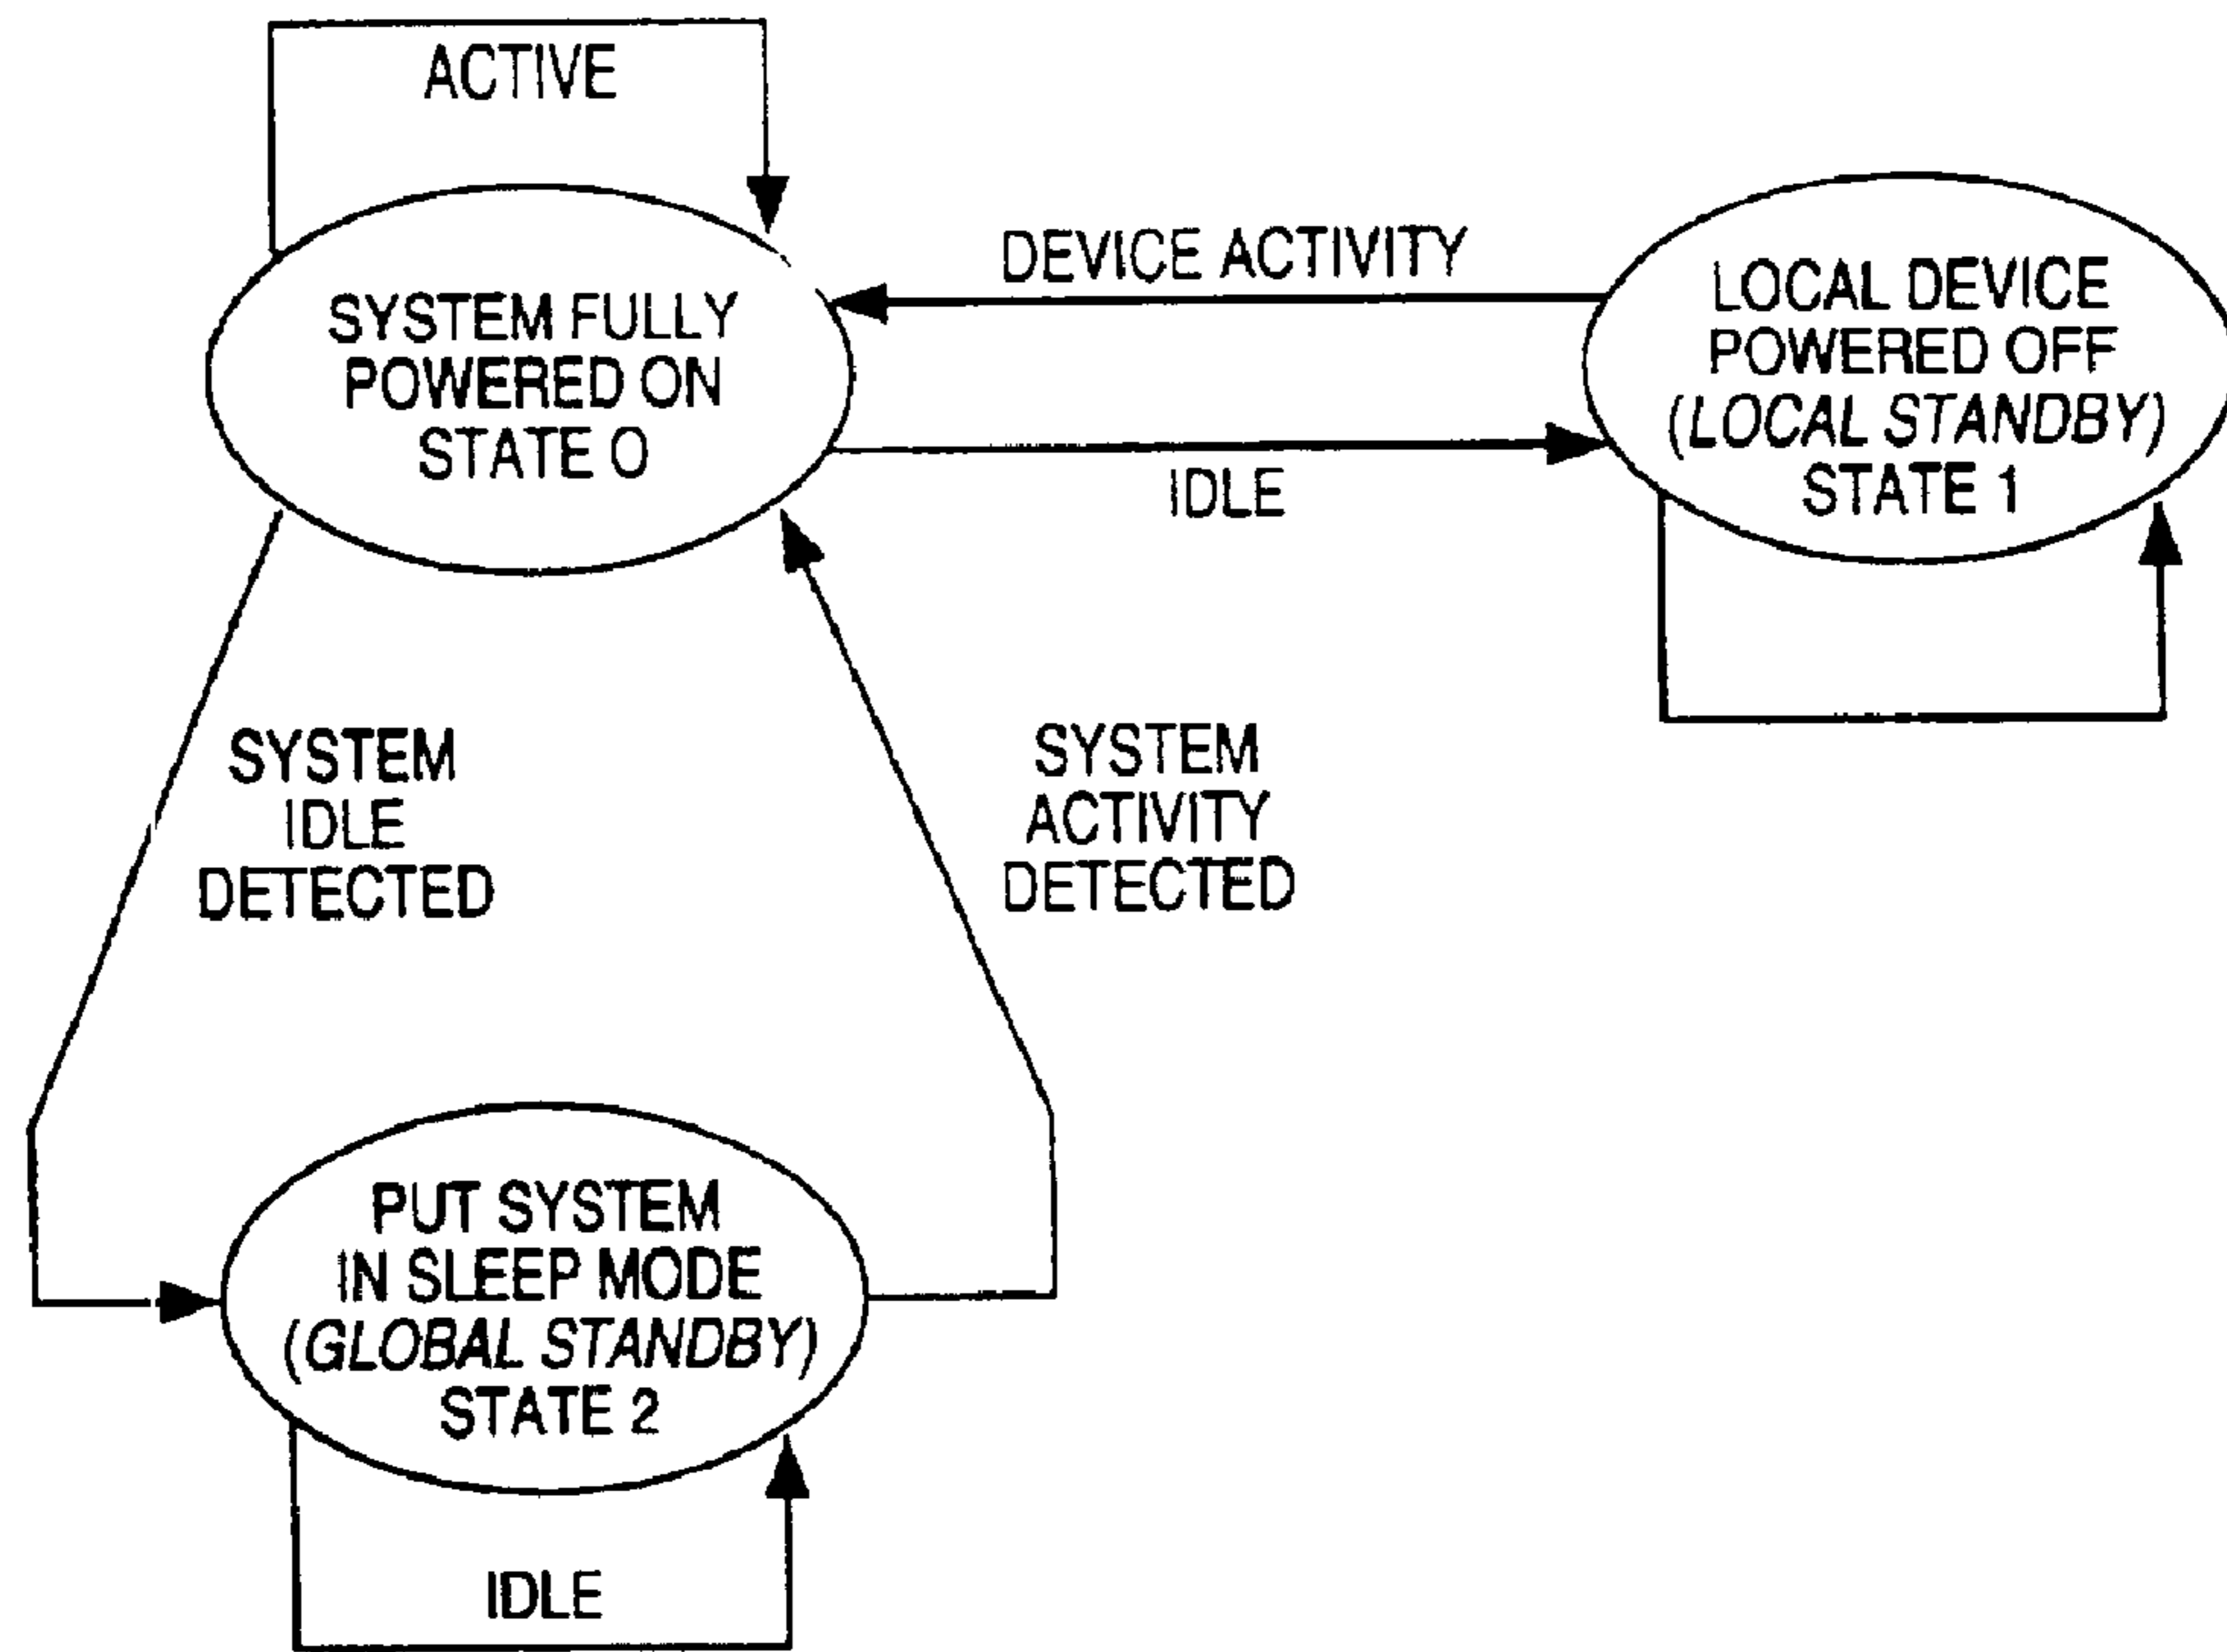 ACTIVE
SYSTEM FULLY
POWERED ON
STATE O
DEVICE ACTIVITY
IDLE
LOCAL DEVICE
POWERED OFF
(LOCAL STANDBY)
STATE 1
SYSTEM
IDLE
DETECTED
SYSTEM
ACTIVITY
DETECTED
PUT SYSTEM
IN SLEEP MODE
(GLOBAL STANDBY)
STATE 2
IDLE